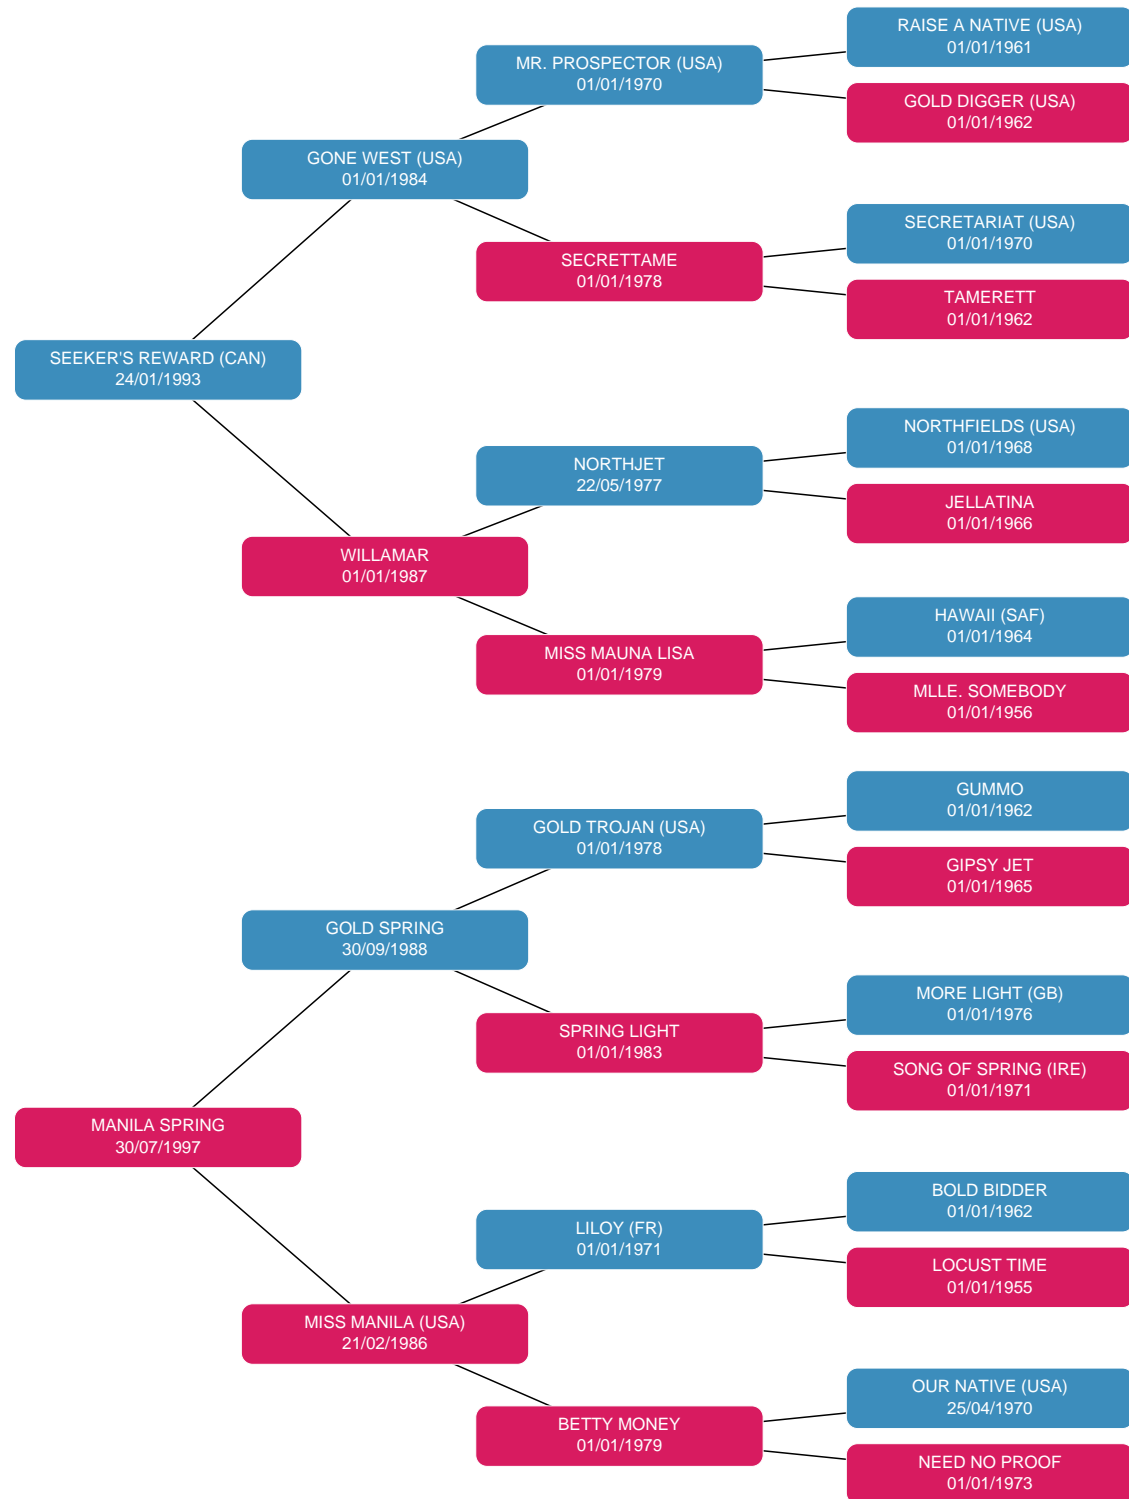 RAISE A NATIVE (USA)
01/01/1961
MR. PROSPECTOR (USA)
01/01/1970
GOLD DIGGER (USA)
01/01/1962
GONE WEST (USA)
01/01/1984
SECRETARIAT (USA)
01/01/1970
SECRETTAME
01/01/1978
TAMERETT
01/01/1962
SEEKER'S REWARD (CAN)
24/01/1993
NORTHFIELDS (USA)
01/01/1968
NORTHJET
22/05/1977
JELLATINA
01/01/1966
WILLAMAR
01/01/1987
HAWAII (SAF)
01/01/1964
MISS MAUNA LISA
01/01/1979
MLLE. SOMEBODY
01/01/1956
GUMMO
01/01/1962
GOLD TROJAN (USA)
01/01/1978
GIPSY JET
01/01/1965
GOLD SPRING
30/09/1988
MORE LIGHT (GB)
01/01/1976
SPRING LIGHT
01/01/1983
SONG OF SPRING (IRE)
01/01/1971
MANILA SPRING
30/07/1997
BOLD BIDDER
01/01/1962
LILOY (FR)
01/01/1971
LOCUST TIME
01/01/1955
MISS MANILA (USA)
21/02/1986
OUR NATIVE (USA)
25/04/1970
BETTY MONEY
01/01/1979
NEED NO PROOF
01/01/1973